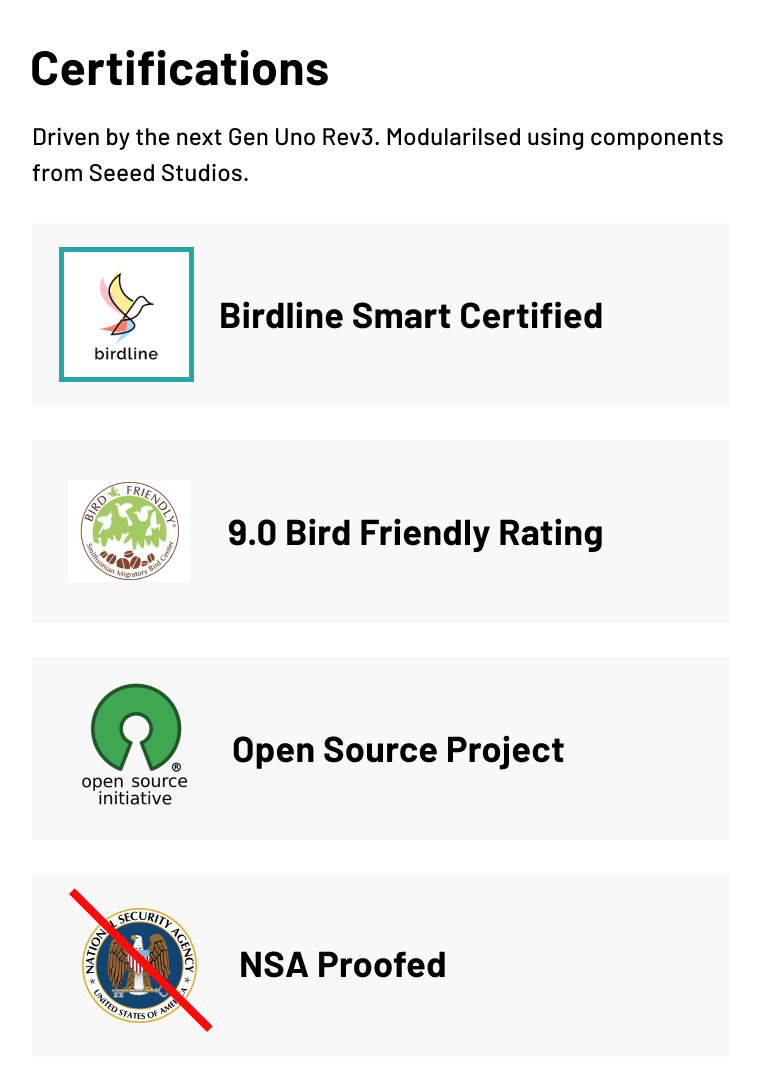 Certifications
Driven by the next Gen Uno Rev3. Modularilsed using components
from Seeed Studios.
birdline
Birdline Smart Certified
BIRD FRIENDLY®
Smithsonian Migratory Bird Center
9.0 Bird Friendly Rating
®
open source
initiative
Open Source Project
NATIONAL SECURITY AGENCY
UNITED STATES OF AMERICA
NSA Proofed